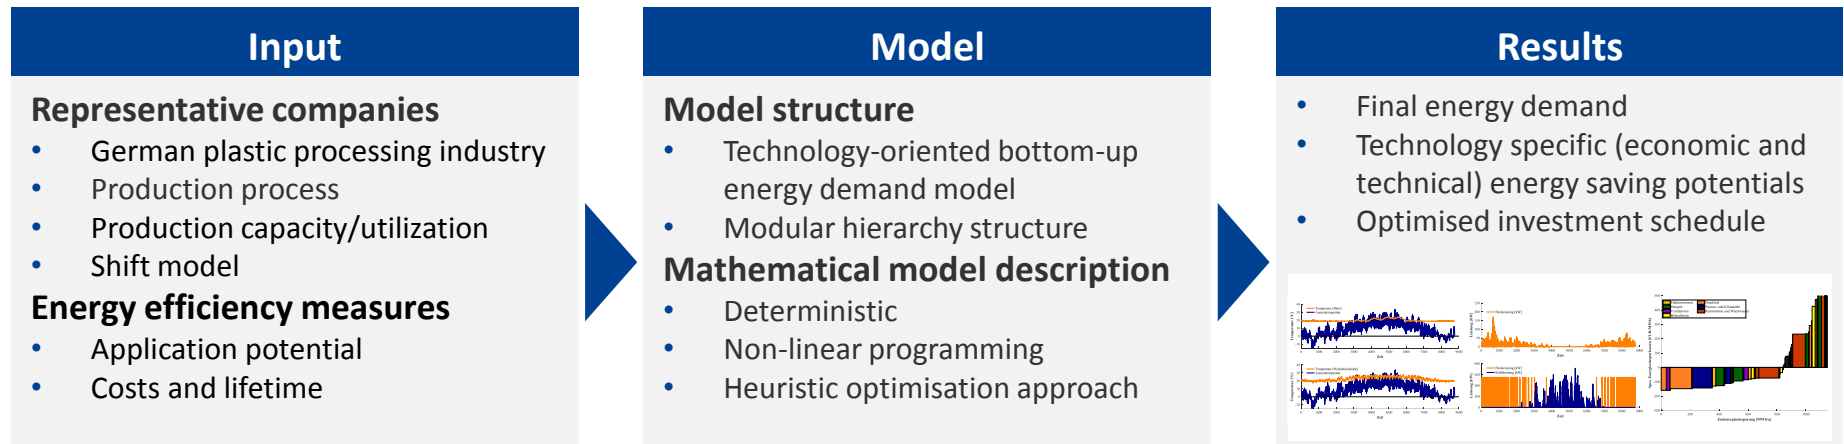 Input
Representative companies
• German plastic processing industry
• Production process
• Production capacity/utilization
• Shift model
Energy efficiency measures
• Application potential
• Costs and lifetime
Model
Model structure
• Technology-oriented bottom-up
energy demand model
• Modular hierarchy structure
Mathematical model description
• Deterministic
• Non-linear programming
• Heuristic optimisation approach
Results
• Final energy demand
• Technology specific (economic and
technical) energy saving potentials
• Optimised investment schedule